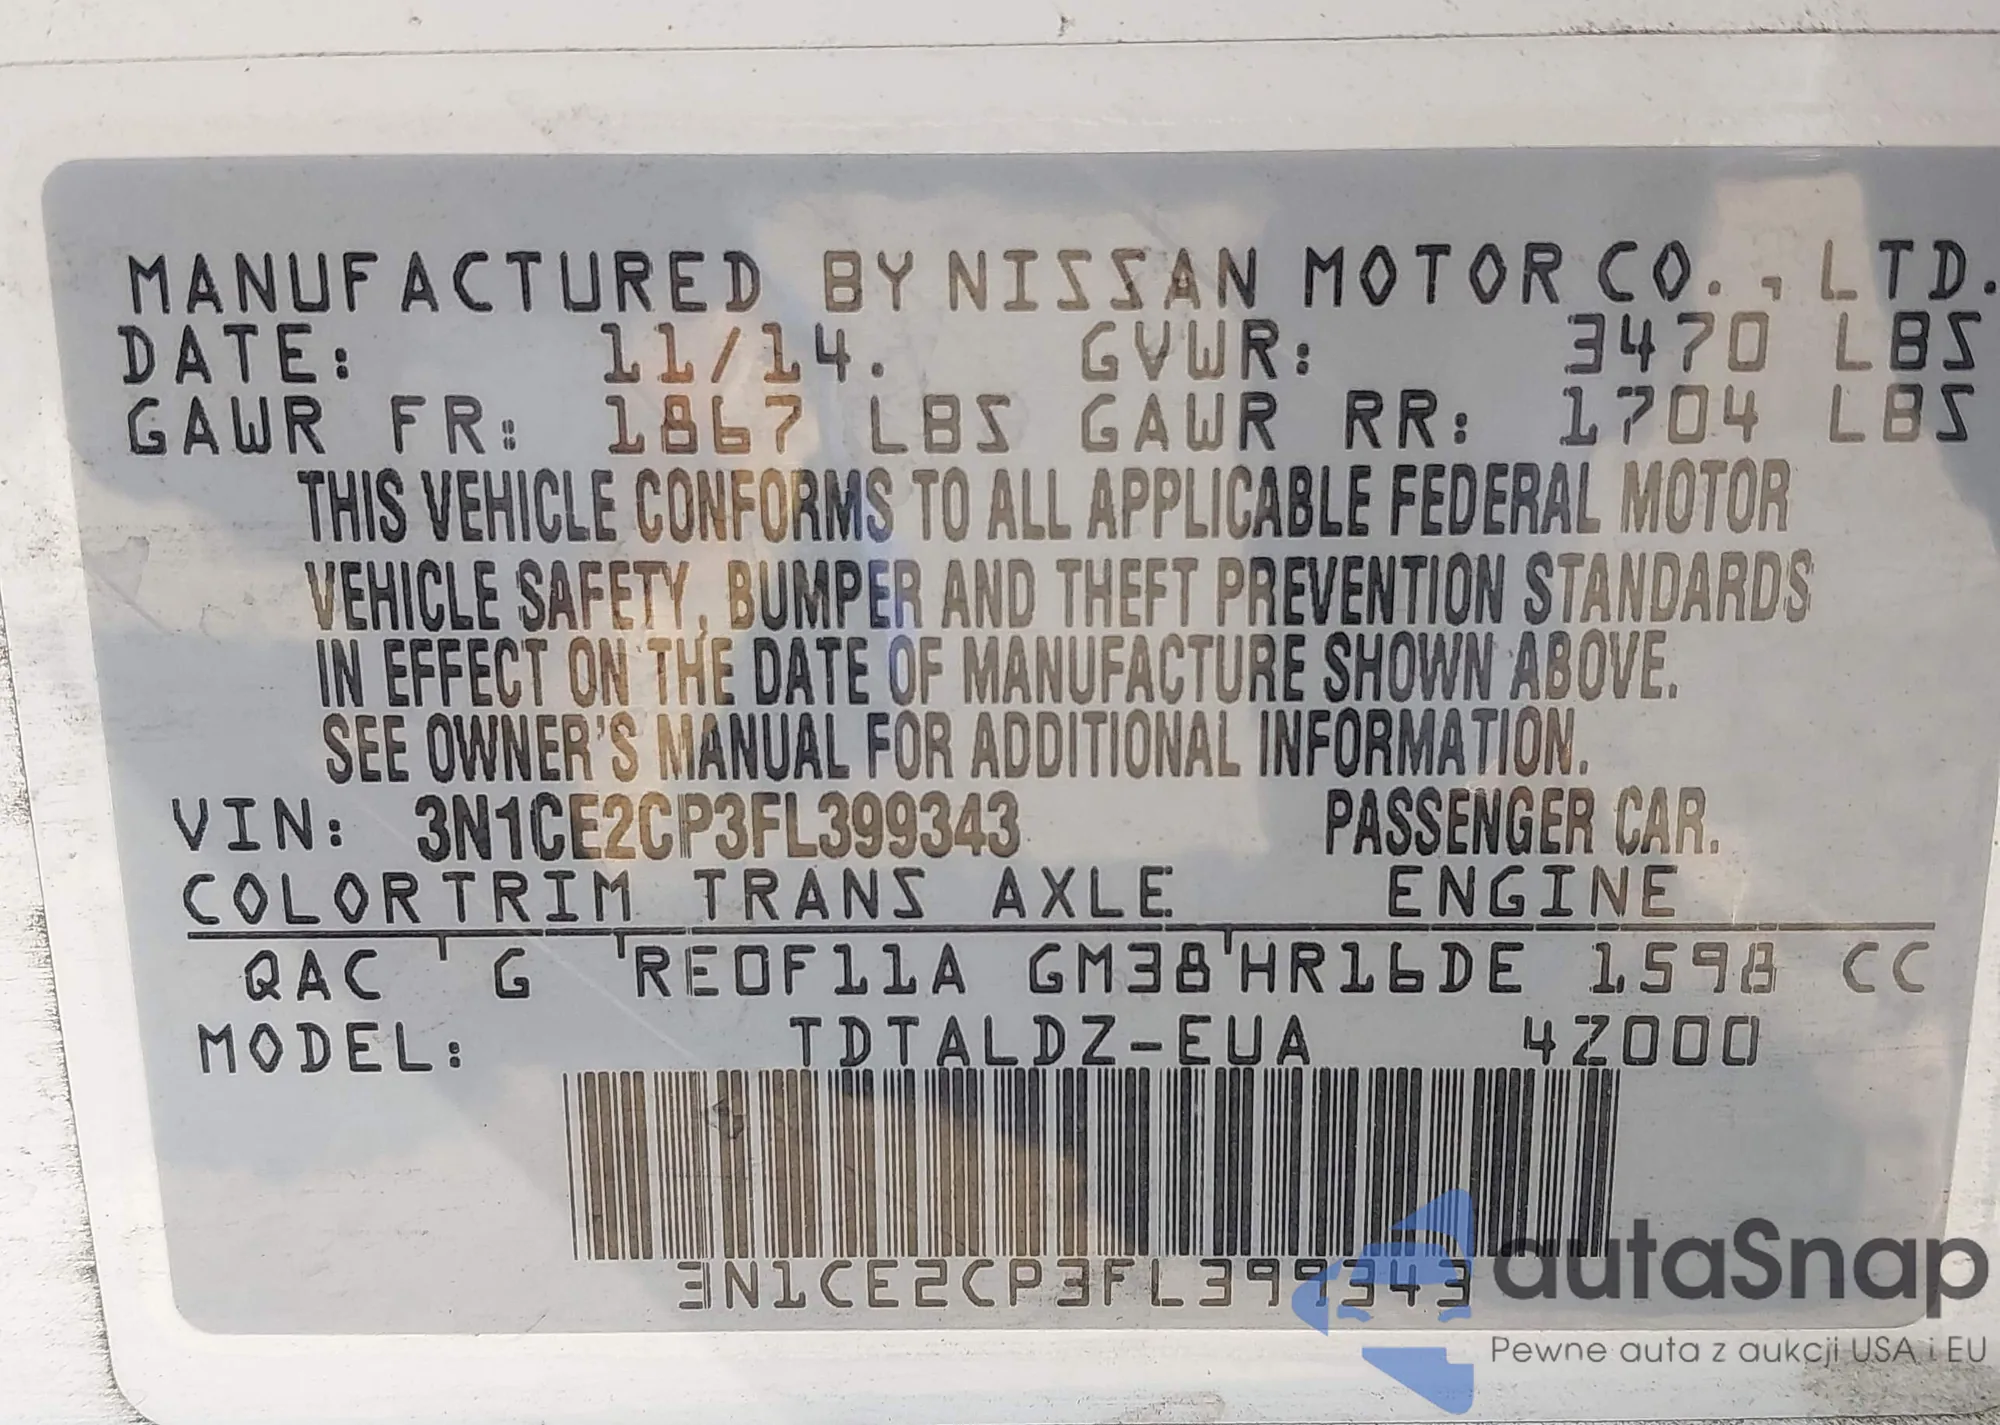 MANUFACTURED BY NISSAN MOTOR CO., LTD.
DATE: 11/14. GVWR: 3470 LBS
GAWR FR: 1867 LBS GAWR RR: 1704 LBS
THIS VEHICLE CONFORMS TO ALL APPLICABLE FEDERAL MOTOR
VEHICLE SAFETY, BUMPER AND THEFT PREVENTION STANDARDS
IN EFFECT ON THE DATE OF MANUFACTURE SHOWN ABOVE.
SEE OWNER'S MANUAL FOR ADDITIONAL INFORMATION.
VIN: 3N1CE2CP3FL399343 PASSENGER CAR.
COLOR TRIM TRANS AXLE ENGINE
QAC G RE0F11A GM38 HR16DE 1598 CC
MODEL: TDTALDZ-EUA 4Z000
3N1CE2CP3FL399343
autaSnap
Pewne auta z aukcji USA i EU